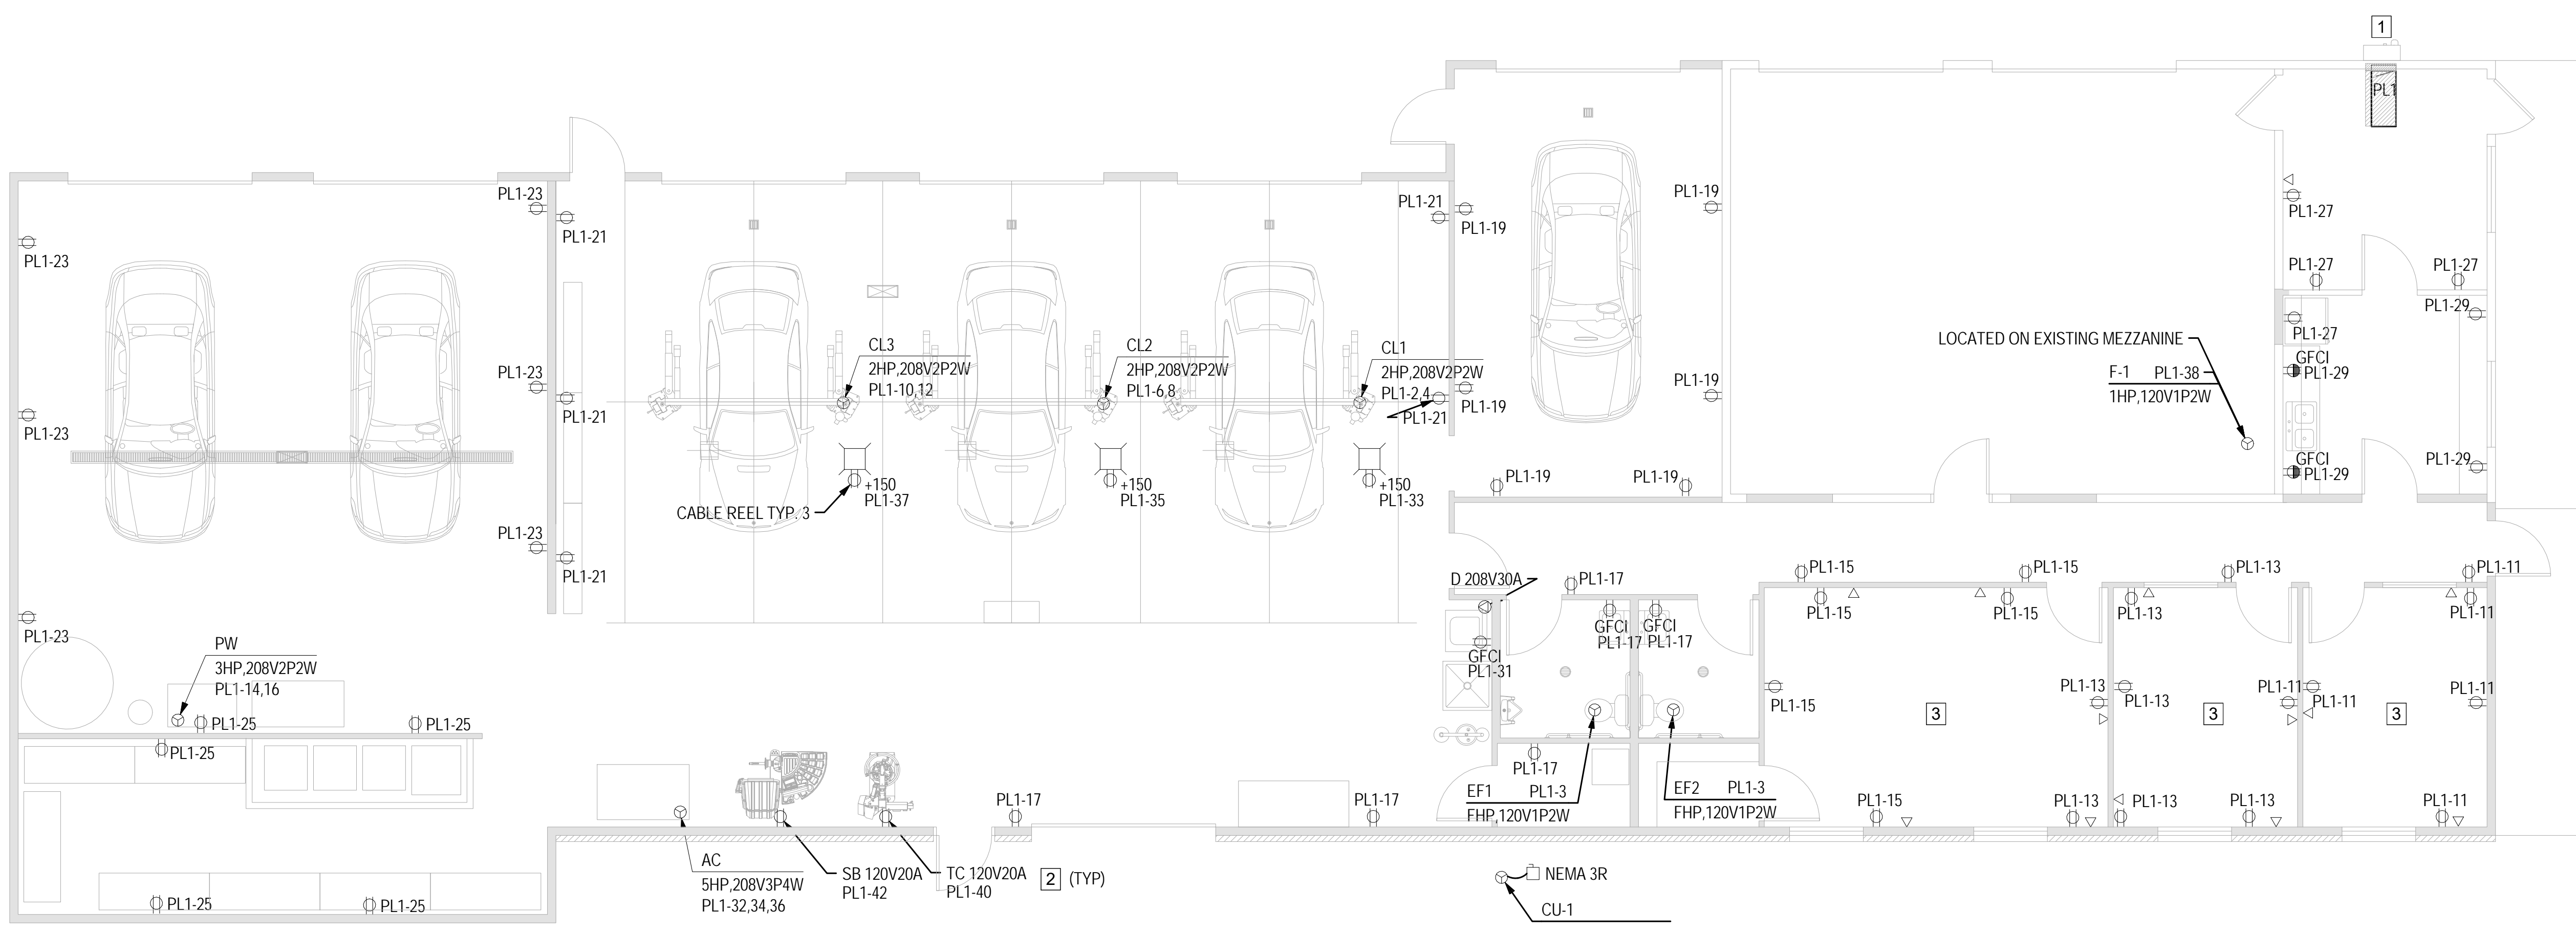 1
PL1
PL1-23
PL1-21
PL1-21
PL1-19
PL1-19
PL1-27
PL1-23
PL1-27
PL1-27
PL1-29
PL1-27
LOCATED ON EXISTING MEZZANINE
F-1 PL1-38
1HP,120V1P2W
GFCI
PL1-29
GFCI
PL1-29
PL1-29
CL3
2HP,208V2P2W
PL1-10,12
CL2
2HP,208V2P2W
PL1-6,8
CL1
2HP,208V2P2W
PL1-2,4
PL1-21
PL1-19
PL1-19
PL1-23
PL1-21
PL1-23
PL1-19
PL1-19
+150
PL1-37
CABLE REEL TYP. 3
+150
PL1-35
+150
PL1-33
PL1-23
PL1-21
PL1-23
D 208V30A
PL1-17
PL1-15
PL1-15
PL1-13
PL1-11
PL1-15
PL1-15
PL1-13
PL1-11
GFCI
PL1-17
GFCI
PL1-17
GFCI
PL1-31
PW
3HP,208V2P2W
PL1-14,16
PL1-25
PL1-25
PL1-25
PL1-15
3
PL1-13
PL1-13
3
PL1-11
PL1-11
3
PL1-11
PL1-17
PL1-17
PL1-17
EF1 PL1-3
FHP,120V1P2W
EF2 PL1-3
FHP,120V1P2W
PL1-15
PL1-13
PL1-13
PL1-13
PL1-11
AC
5HP,208V3P4W
PL1-32,34,36
SB 120V20A
PL1-42
TC 120V20A
PL1-40
2 (TYP)
NEMA 3R
CU-1
PL1-25
PL1-25